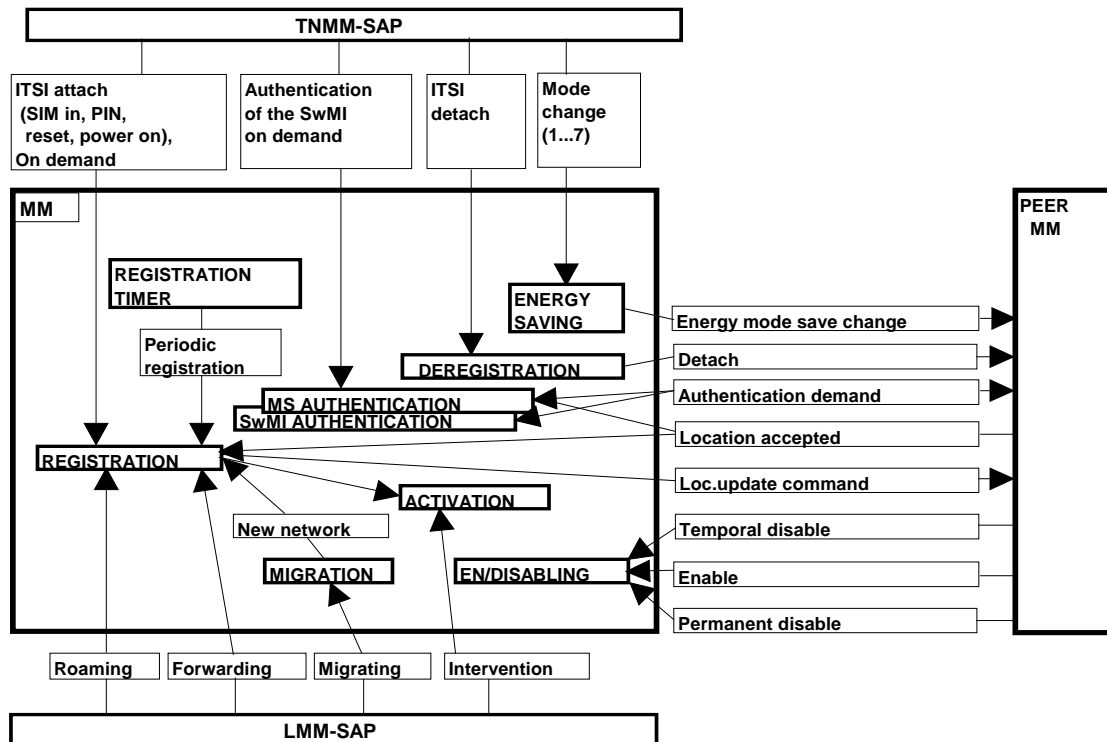 TNMM-SAP
ITSI attach
(SIM in, PIN,
reset, power on),
On demand
Authentication
of the SwMI
on demand
ITSI
detach
Mode
change
(1...7)
MM
PEER
MM
REGISTRATION
TIMER
ENERGY
SAVING
Energy mode save change
Periodic
registration
DEREGISTRATION
Detach
MS AUTHENTICATION
Authentication demand
SwMI AUTHENTICATION
Location accepted
REGISTRATION
Loc.update command
ACTIVATION
New network
Temporal disable
MIGRATION
EN/DISABLING
Enable
Permanent disable
Roaming
Forwarding
Migrating
Intervention
LMM-SAP